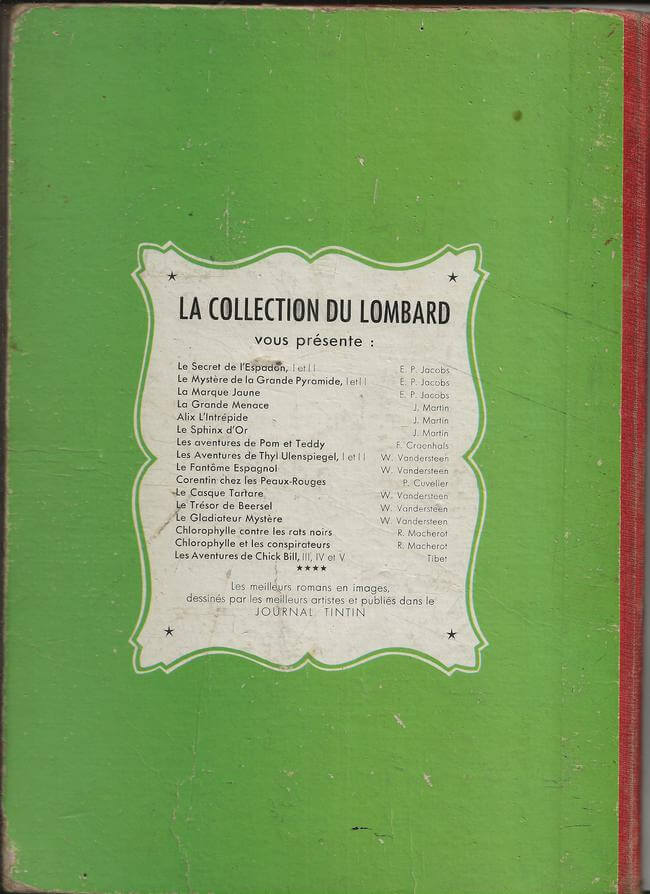 LA COLLECTION DU LOMBARD
vous présente :
Le Secret de l'Espadon, I et II E. P. Jacobs
Le Mystère de la Grande Pyramide, I et II E. P. Jacobs
La Marque Jaune E. P. Jacobs
La Grande Menace J. Martin
Alix L'Intrépide J. Martin
Le Sphinx d'Or J. Martin
Les aventures de Pom et Teddy F. Craenhals
Les Aventures de Thyl Ulenspiegel, I et II W. Vandersteen
Le Fantôme Espagnol W. Vandersteen
Corentin chez les Peaux-Rouges P. Cuvelier
Le Casque Tartare W. Vandersteen
Le Trésor de Beersel W. Vandersteen
Le Gladiateur Mystère W. Vandersteen
Chlorophylle contre les rats noirs R. Macherot
Chlorophylle et les conspirateurs R. Macherot
Les Aventures de Chick Bill, III, IV et V Tibet
★★★★
Les meilleurs romans en images,
dessinés par les meilleurs artistes et publiés dans le
JOURNAL TINTIN